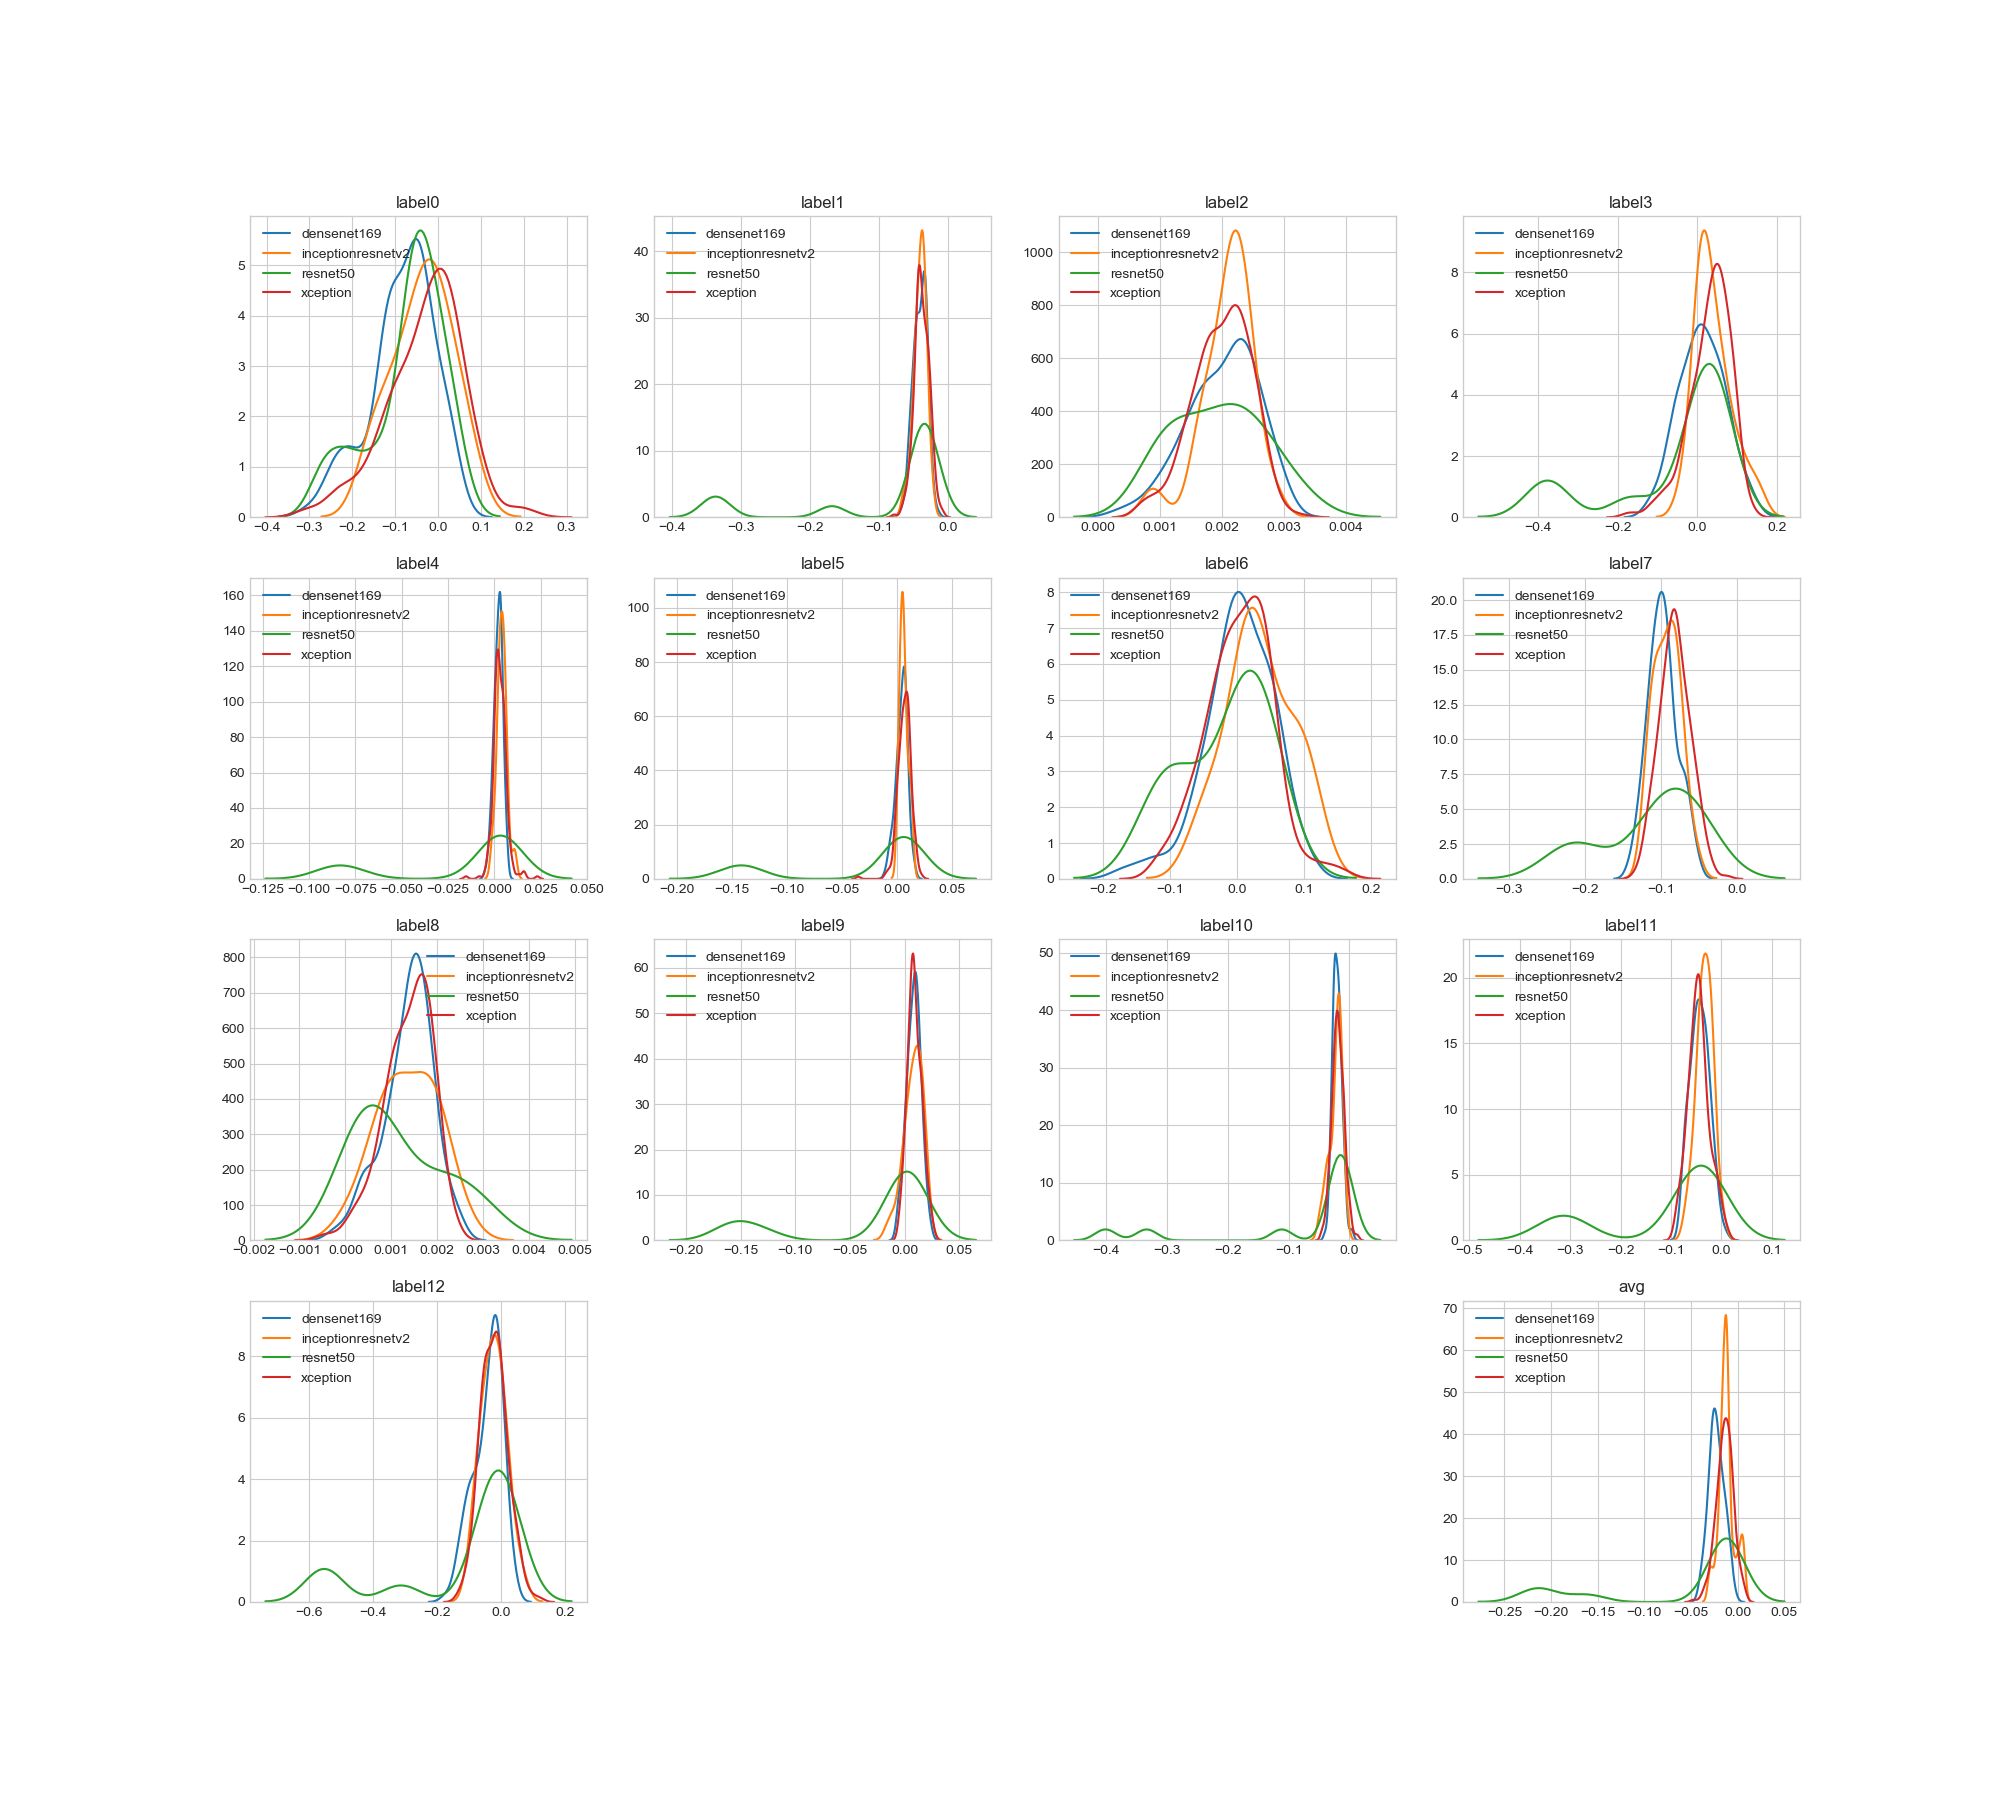 label0
densenet169
inceptionresnetv2
resnet50
xception
5
4
3
2
1
0
−0.4 −0.3 −0.2 −0.1 0.0 0.1 0.2 0.3
label1
densenet169
inceptionresnetv2
resnet50
xception
40
30
20
10
0
−0.4 −0.3 −0.2 −0.1 0.0
label2
densenet169
inceptionresnetv2
resnet50
xception
1000
800
600
400
200
0
0.000 0.001 0.002 0.003 0.004
label3
densenet169
inceptionresnetv2
resnet50
xception
8
6
4
2
0
−0.4 −0.2 0.0 0.2
label4
densenet169
inceptionresnetv2
resnet50
xception
160
140
120
100
80
60
40
20
0
−0.125 −0.100 −0.075 −0.050 −0.025 0.000 0.025 0.050
label5
densenet169
inceptionresnetv2
resnet50
xception
100
80
60
40
20
0
−0.20 −0.15 −0.10 −0.05 0.00 0.05
label6
densenet169
inceptionresnetv2
resnet50
xception
8
7
6
5
4
3
2
1
0
−0.2 −0.1 0.0 0.1 0.2
label7
densenet169
inceptionresnetv2
resnet50
xception
20.0
17.5
15.0
12.5
10.0
7.5
5.0
2.5
0.0
−0.3 −0.2 −0.1 0.0
label8
densenet169
inceptionresnetv2
resnet50
xception
800
700
600
500
400
300
200
100
0
−0.002 −0.001 0.000 0.001 0.002 0.003 0.004 0.005
label9
densenet169
inceptionresnetv2
resnet50
xception
60
50
40
30
20
10
0
−0.20 −0.15 −0.10 −0.05 0.00 0.05
label10
densenet169
inceptionresnetv2
resnet50
xception
50
40
30
20
10
0
−0.4 −0.3 −0.2 −0.1 0.0
label11
densenet169
inceptionresnetv2
resnet50
xception
20
15
10
5
0
−0.5 −0.4 −0.3 −0.2 −0.1 0.0 0.1
label12
densenet169
inceptionresnetv2
resnet50
xception
8
6
4
2
0
−0.6 −0.4 −0.2 0.0 0.2
avg
densenet169
inceptionresnetv2
resnet50
xception
70
60
50
40
30
20
10
0
−0.25 −0.20 −0.15 −0.10 −0.05 0.00 0.05